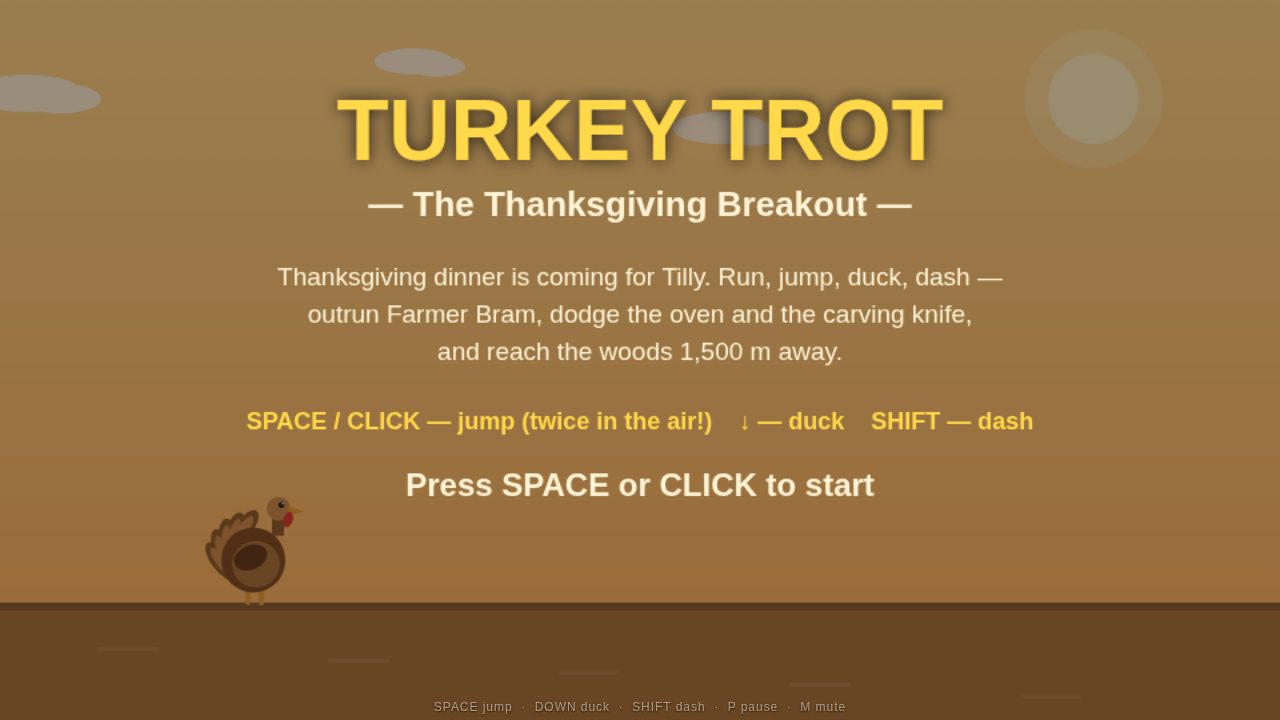 TURKEY TROT
— The Thanksgiving Breakout —
Thanksgiving dinner is coming for Tilly. Run, jump, duck, dash —
outrun Farmer Bram, dodge the oven and the carving knife,
and reach the woods 1,500 m away.
SPACE / CLICK — jump (twice in the air!) ↓ — duck SHIFT — dash
Press SPACE or CLICK to start
SPACE jump · DOWN duck · SHIFT dash · P pause · M mute